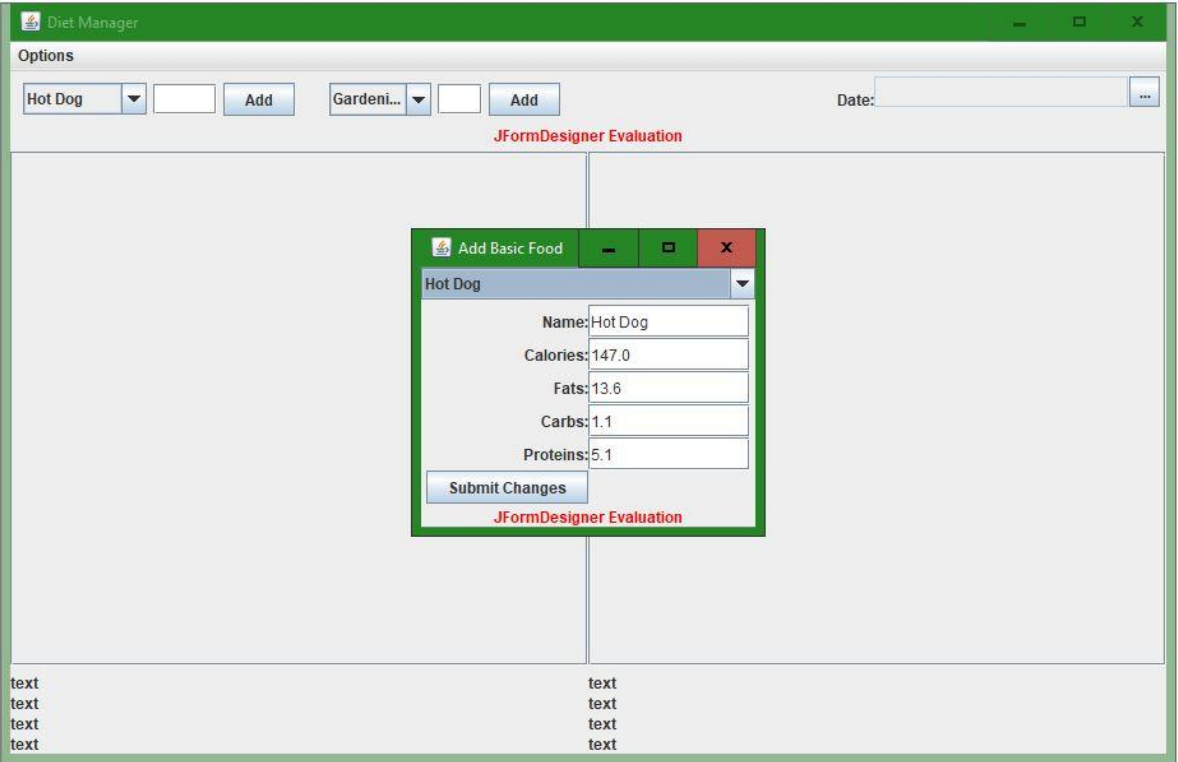 Diet Manager
Options
Hot Dog Add Gardeni... Add Date: ...
JFormDesigner Evaluation
Add Basic Food
Hot Dog
Name: Hot Dog
Calories: 147.0
Fats: 13.6
Carbs: 1.1
Proteins: 5.1
Submit Changes
JFormDesigner Evaluation
text text
text text
text text
text text